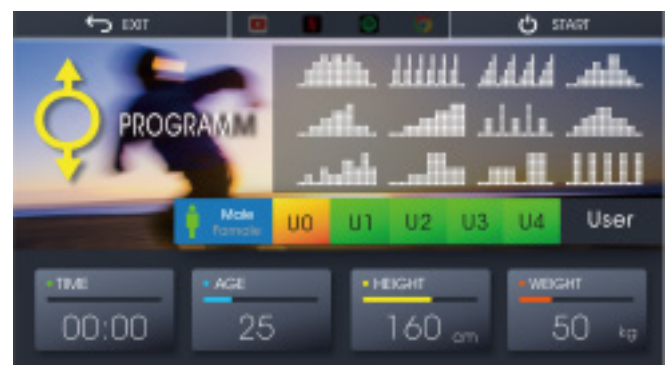 EXIT
START
PROGRAMM
Male
Female
U0 U1 U2 U3 U4 User
TIME
AGE
HEIGHT
WEIGHT
00:00
25
160 cm
50 kg